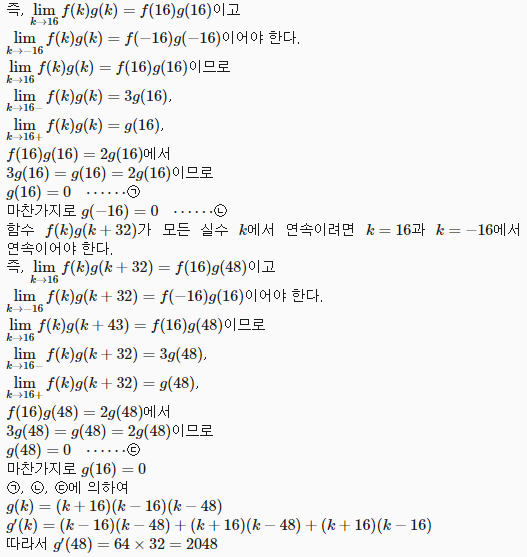 즉, lim_{k→16} f(k)g(k) = f(16)g(16)이고
lim_{k→-16} f(k)g(k) = f(-16)g(-16)이어야 한다.
lim_{k→16} f(k)g(k) = f(16)g(16)이므로
lim_{k→16-} f(k)g(k) = 3g(16),
lim_{k→16+} f(k)g(k) = g(16),
f(16)g(16) = 2g(16)에서
3g(16) = g(16) = 2g(16)이므로
g(16) = 0 ⋯⋯㉠
마찬가지로 g(-16) = 0 ⋯⋯㉡
함수 f(k)g(k+32)가 모든 실수 k에서 연속이려면 k = 16과 k = -16에서
연속이어야 한다.
즉, lim_{k→16} f(k)g(k+32) = f(16)g(48)이고
lim_{k→-16} f(k)g(k+32) = f(-16)g(16)이어야 한다.
lim_{k→16} f(k)g(k+43) = f(16)g(48)이므로
lim_{k→16-} f(k)g(k+32) = 3g(48),
lim_{k→16+} f(k)g(k+32) = g(48),
f(16)g(48) = 2g(48)에서
3g(48) = g(48) = 2g(48)이므로
g(48) = 0 ⋯⋯㉢
마찬가지로 g(16) = 0
㉠, ㉡, ㉢에 의하여
g(k) = (k+16)(k-16)(k-48)
g′(k) = (k-16)(k-48) + (k+16)(k-48) + (k+16)(k-16)
따라서 g′(48) = 64 × 32 = 2048